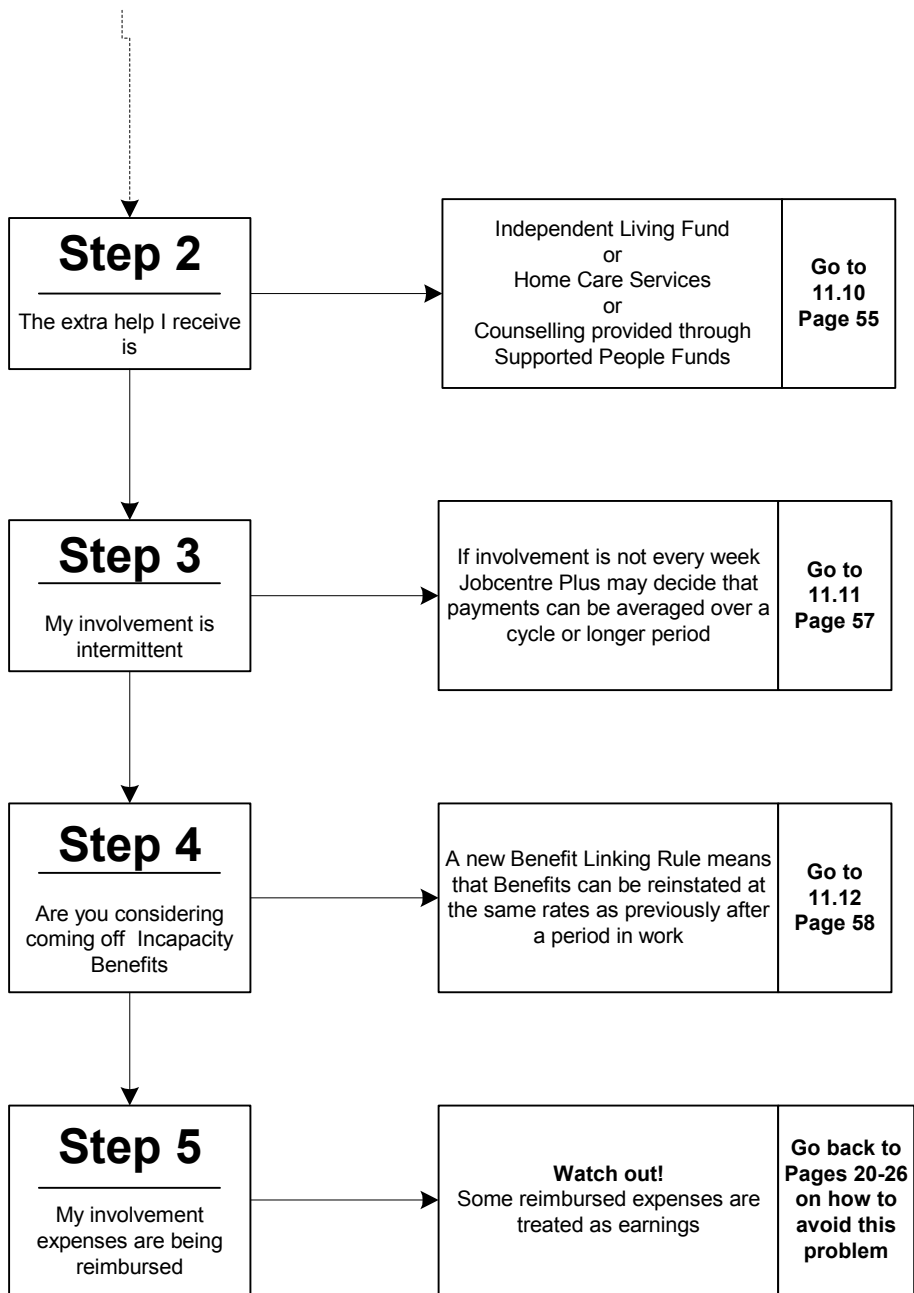 Step 2
The extra help I receive
is
Independent Living Fund
or
Home Care Services
or
Counselling provided through
Supported People Funds
Go to
11.10
Page 55
Step 3
My involvement is
intermittent
If involvement is not every week
Jobcentre Plus may decide that
payments can be averaged over a
cycle or longer period
Go to
11.11
Page 57
Step 4
Are you considering
coming off Incapacity
Benefits
A new Benefit Linking Rule means
that Benefits can be reinstated at
the same rates as previously after
a period in work
Go to
11.12
Page 58
Step 5
My involvement
expenses are being
reimbursed
Watch out!
Some reimbursed expenses are
treated as earnings
Go back to
Pages 20-26
on how to
avoid this
problem